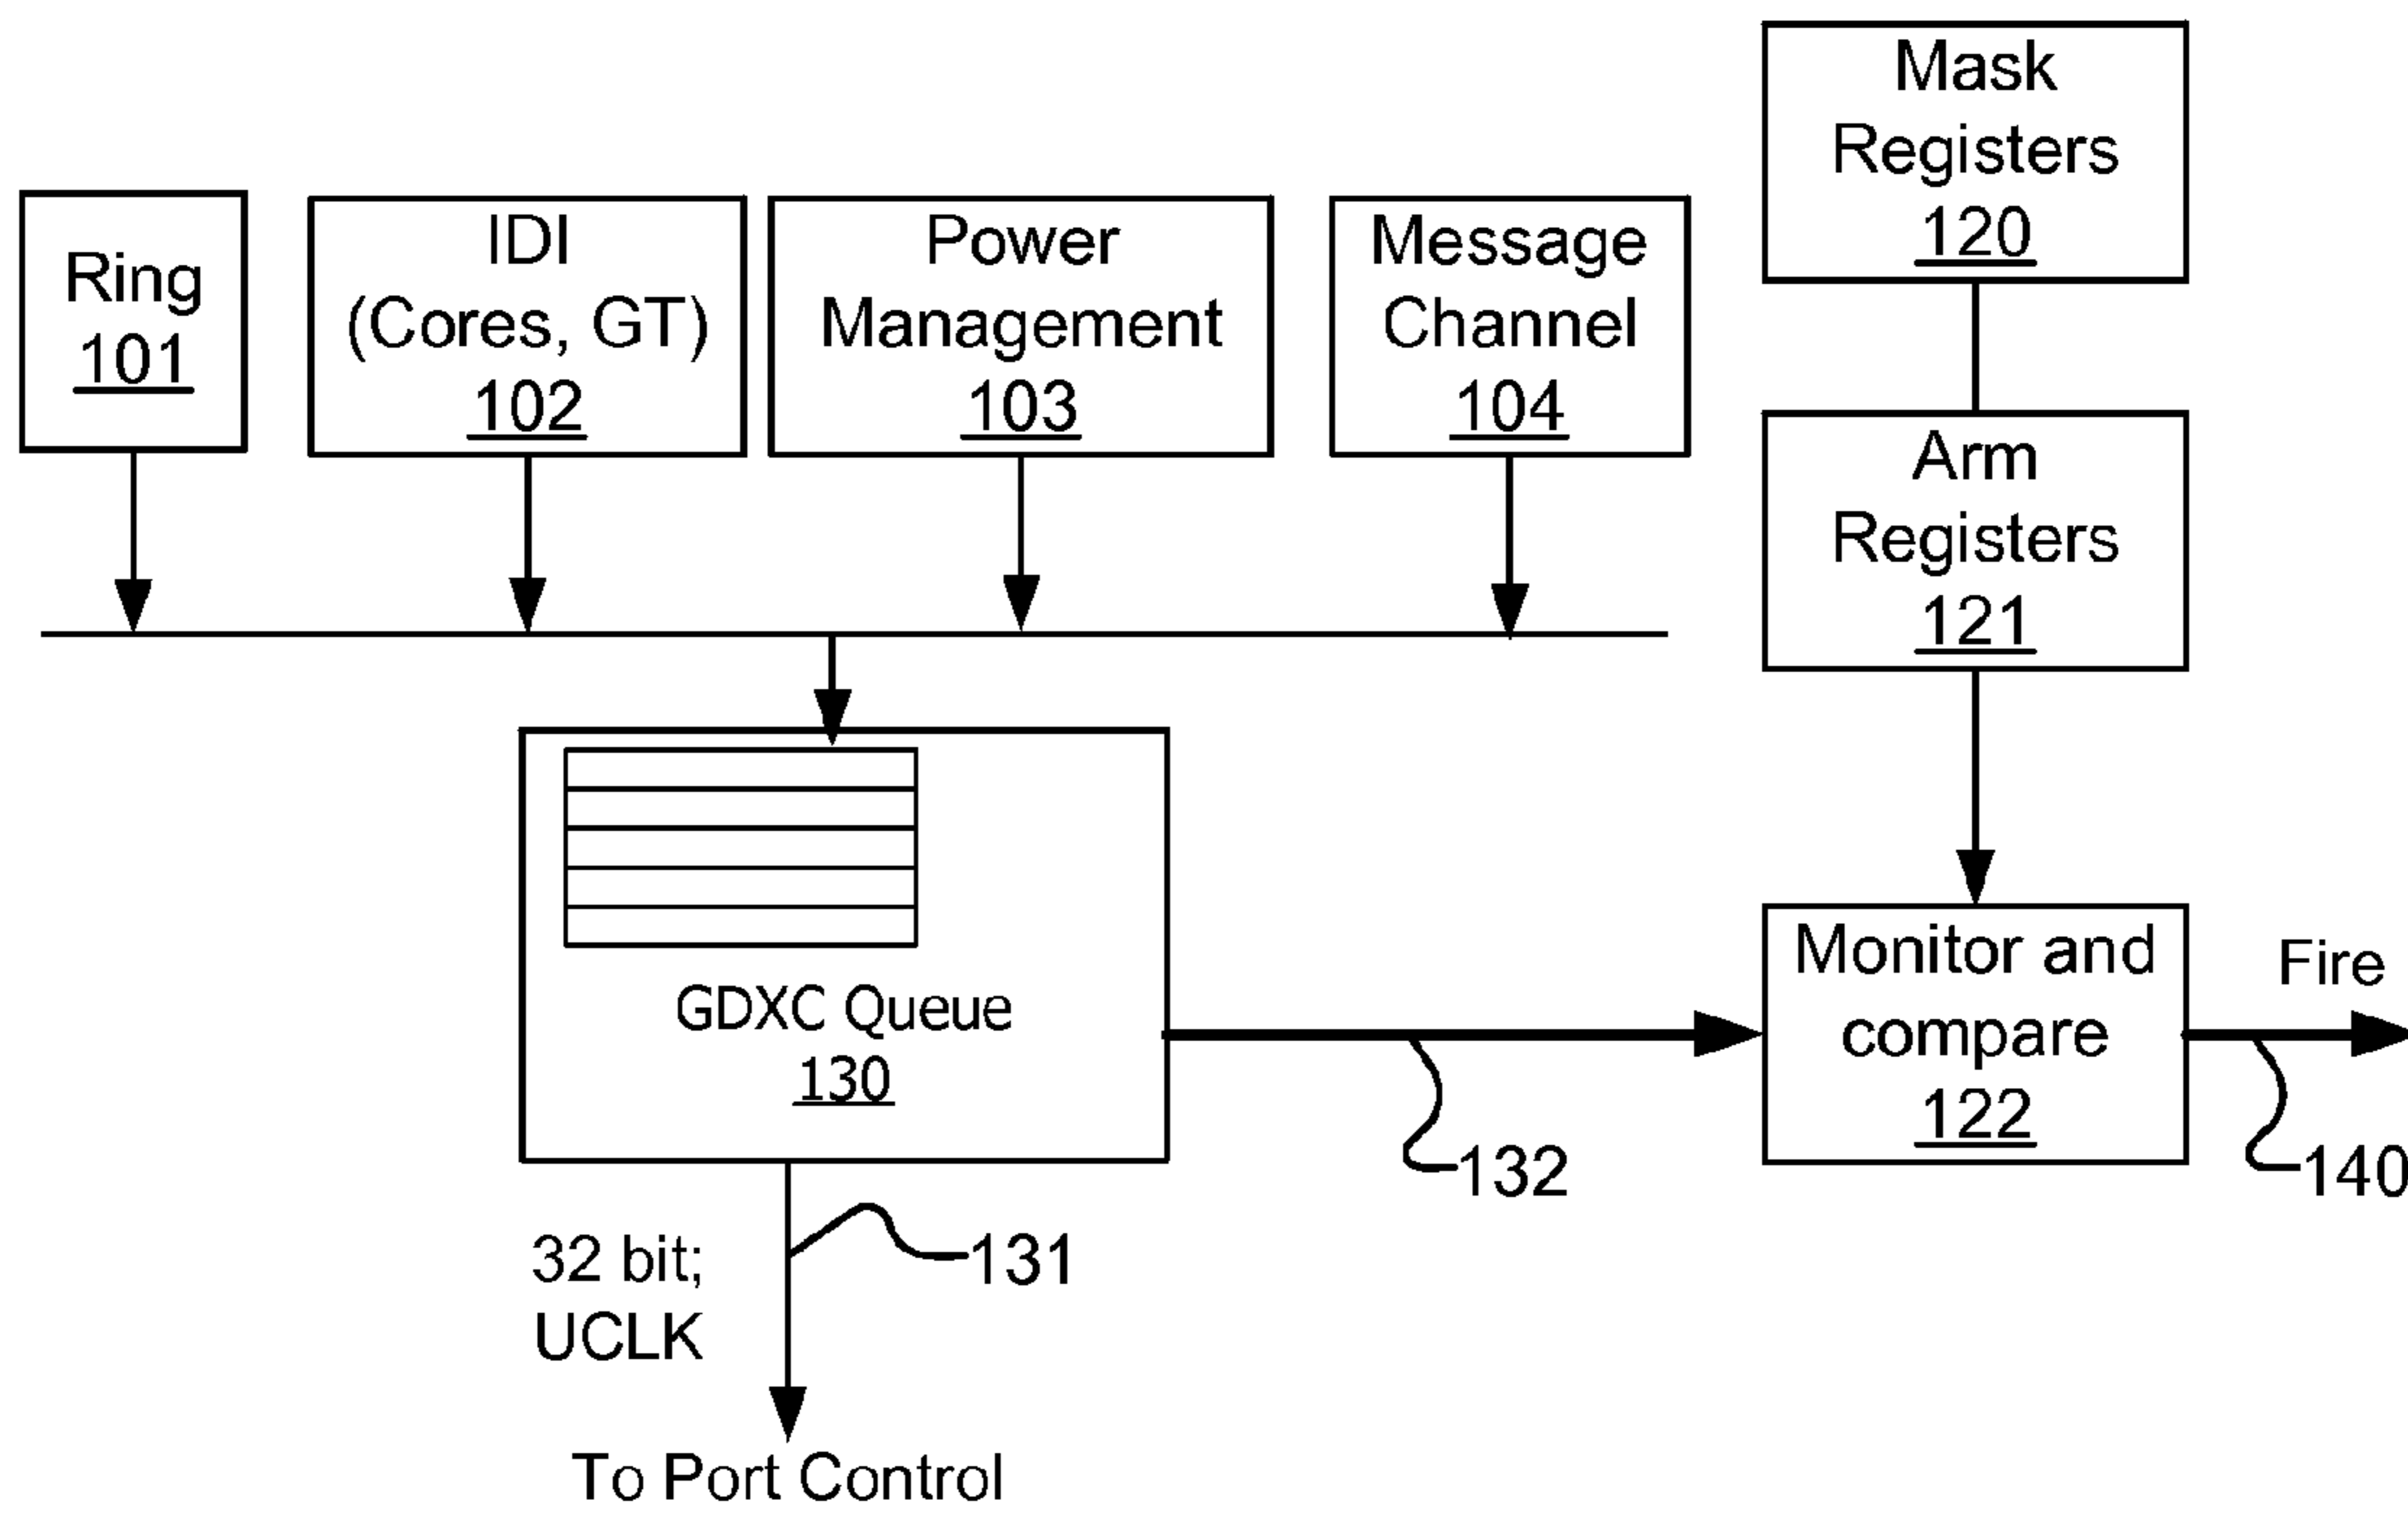 Mask
Registers
120
Ring
101
IDI
(Cores, GT)
102
Power
Management
103
Message
Channel
104
Arm
Registers
121
GDXC Queue
130
Monitor and
compare
122
Fire
132
140
131
32 bit;
UCLK
To Port Control